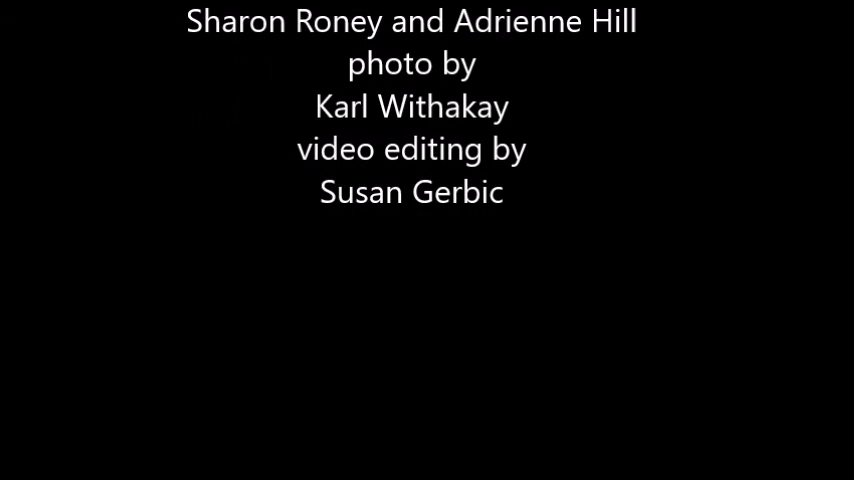 Sharon Roney and Adrienne Hill
photo by
Karl Withakay
video editing by
Susan Gerbic